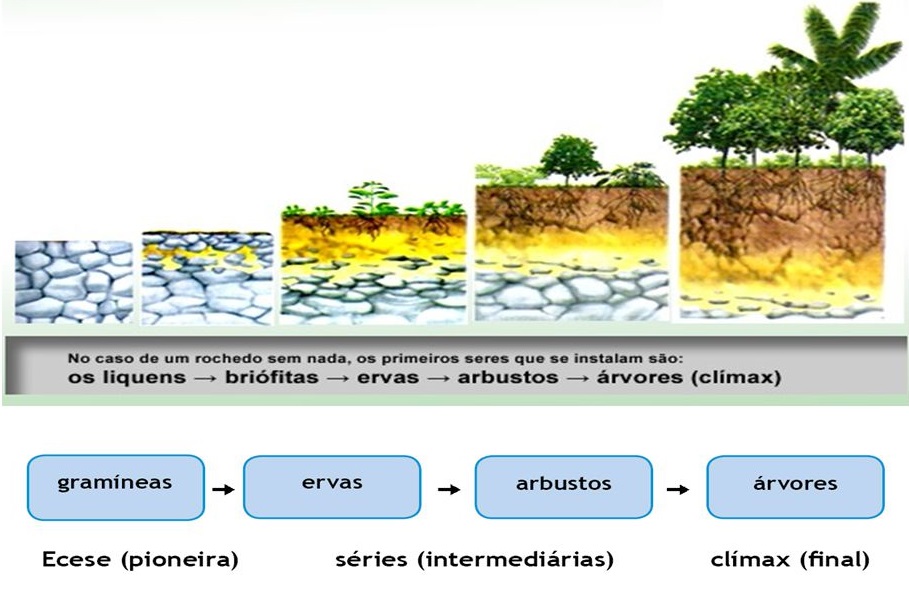 No caso de um rochedo sem nada, os primeiros seres que se instalam são:
os liquens → briófitas → ervas → arbustos → árvores (clímax)
gramíneas → ervas → arbustos → árvores
Ecese (pioneira) séries (intermediárias) clímax (final)